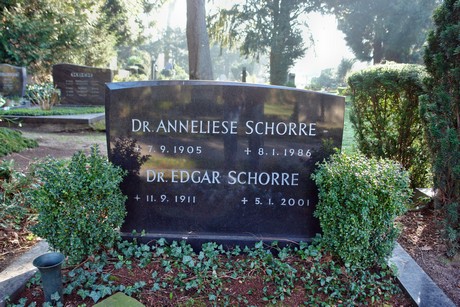 DR. ANNELIESE SCHORRE
7.9.1905 + 8.1.1986
DR. EDGAR SCHORRE
+ 11.9.1911 + 5.1.2001